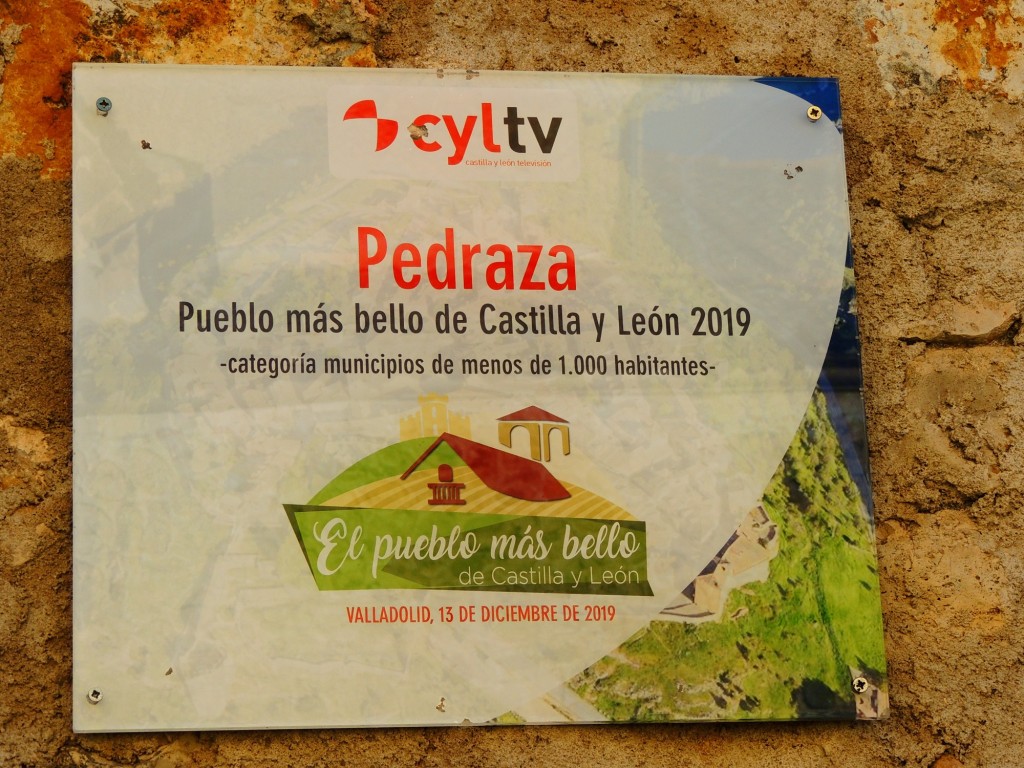 cyltv
castilla y león televisión
Pedraza
Pueblo más bello de Castilla y León 2019
-categoría municipios de menos de 1.000 habitantes-
El pueblo más bello
de Castilla y León
VALLADOLID, 13 DE DICIEMBRE DE 2019